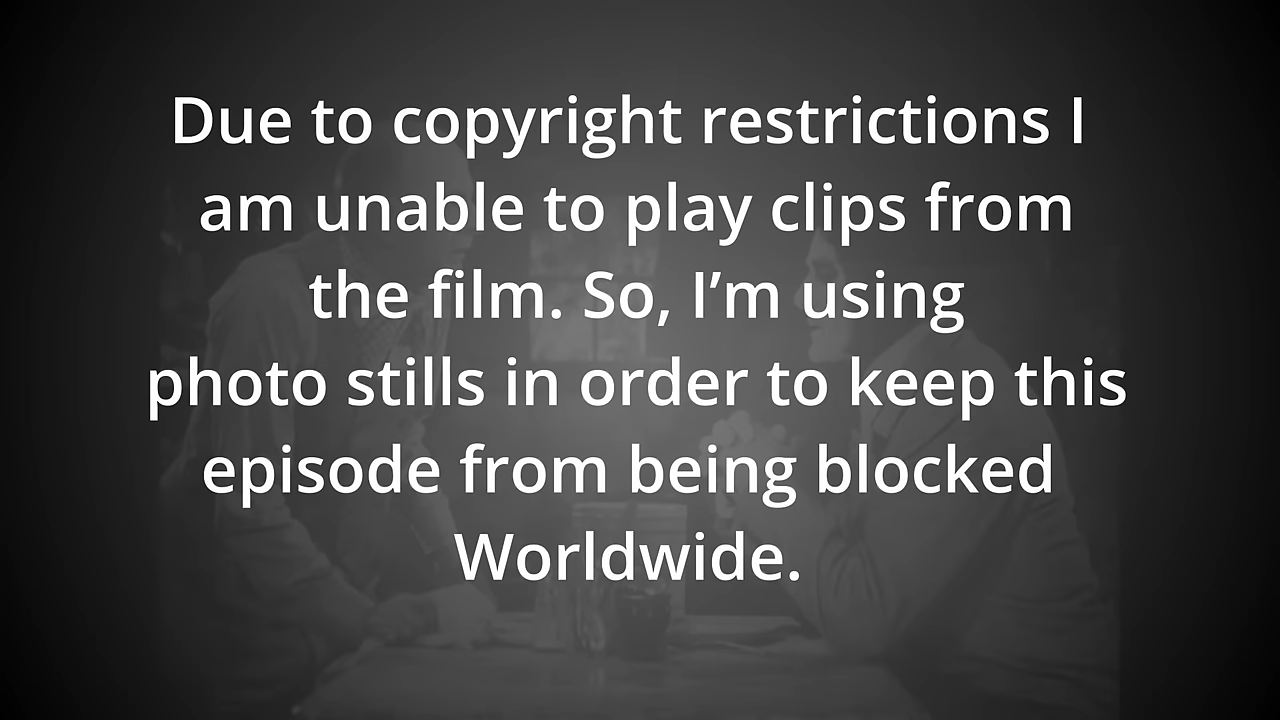 Due to copyright restrictions I
am unable to play clips from
the film. So, I’m using
photo stills in order to keep this
episode from being blocked
Worldwide.